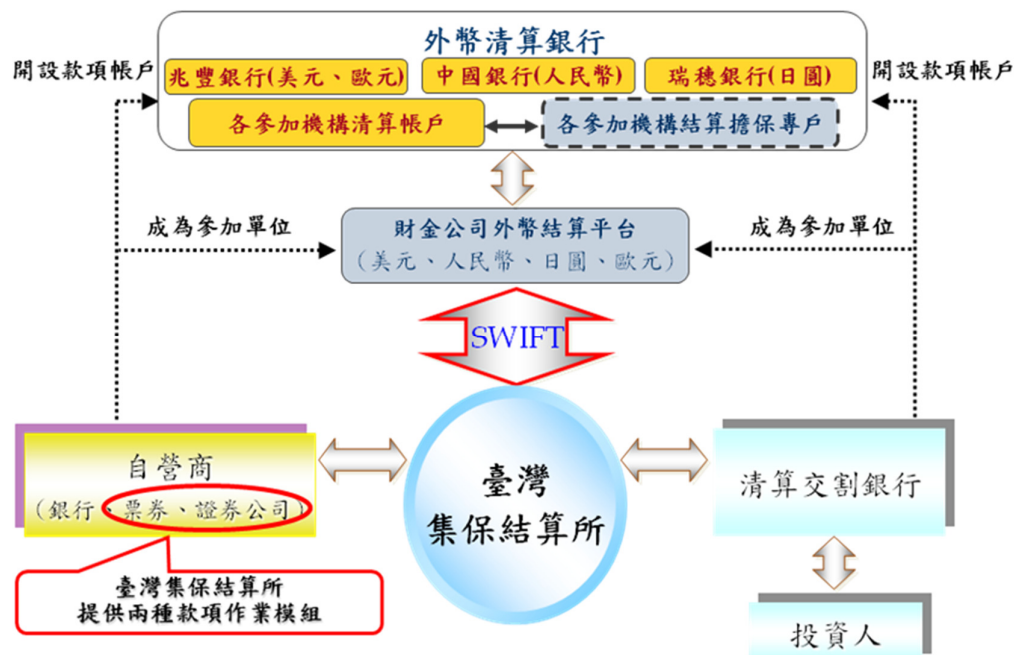 外幣清算銀行
開設款項帳戶
兆豐銀行(美元、歐元)
中國銀行(人民幣)
瑞穗銀行(日圓)
開設款項帳戶
各參加機構清算帳戶
各參加機構結算擔保專戶
成為參加單位
財金公司外幣結算平台
成為參加單位
(美元、人民幣、日圓、歐元)
SWIFT
自營商
(銀行、票券、證券公司)
臺灣
集保結算所
清算交割銀行
臺灣集保結算所
提供兩種款項作業模組
投資人